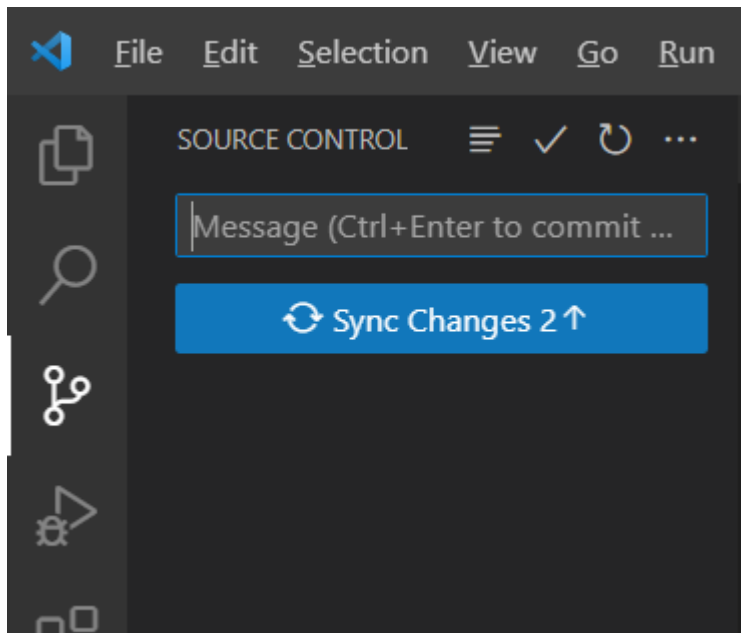 File Edit Selection View Go Run
SOURCE CONTROL
Message (Ctrl+Enter to commit ...
Sync Changes 2↑